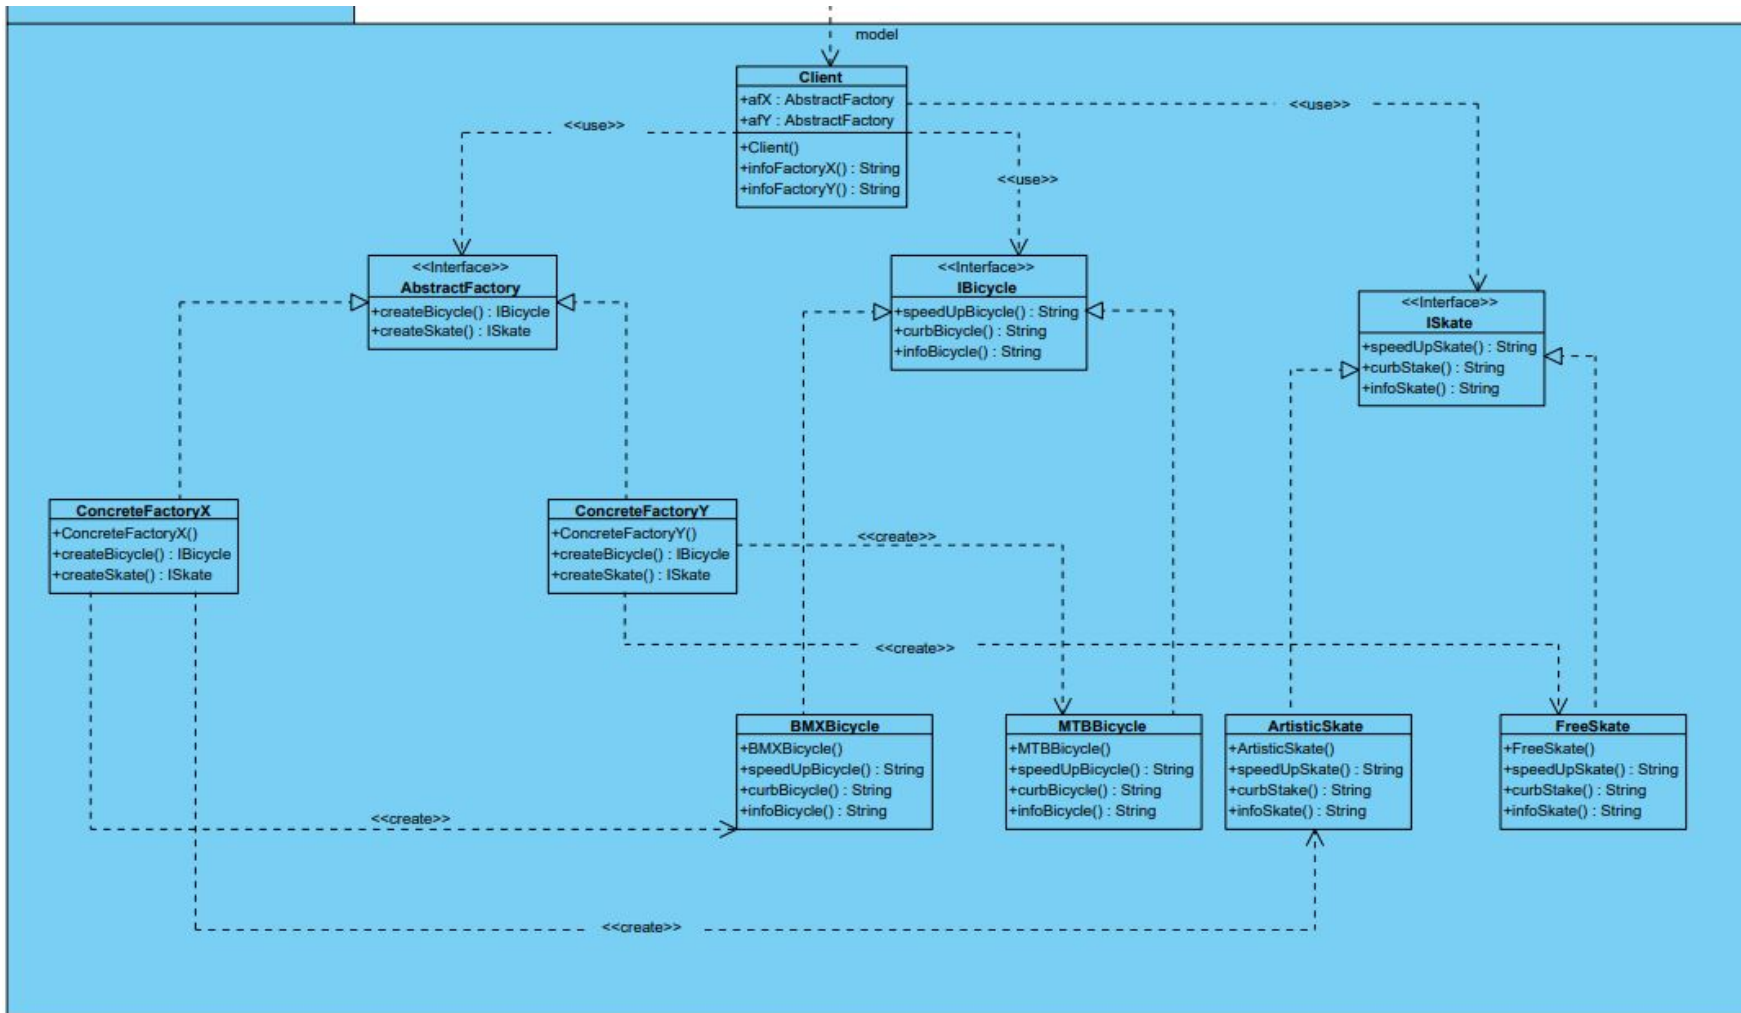 model
Client
+afX : AbstractFactory
+afY : AbstractFactory
+Client()
+infoFactoryX() : String
+infoFactoryY() : String
<<use>>
<<use>>
<<use>>
<<Interface>>
AbstractFactory
+createBicycle() : IBicycle
+createSkate() : ISkate
<<Interface>>
IBicycle
+speedUpBicycle() : String
+curbBicycle() : String
+infoBicycle() : String
<<Interface>>
ISkate
+speedUpSkate() : String
+curbStake() : String
+infoSkate() : String
ConcreteFactoryX
+ConcreteFactoryX()
+createBicycle() : IBicycle
+createSkate() : ISkate
ConcreteFactoryY
+ConcreteFactoryY()
+createBicycle() : IBicycle
+createSkate() : ISkate
<<create>>
<<create>>
BMXBicycle
+BMXBicycle()
+speedUpBicycle() : String
+curbBicycle() : String
+infoBicycle() : String
MTBBicycle
+MTBBicycle()
+speedUpBicycle() : String
+curbBicycle() : String
+infoBicycle() : String
ArtisticSkate
+ArtisticSkate()
+speedUpSkate() : String
+curbStake() : String
+infoSkate() : String
FreeSkate
+FreeSkate()
+speedUpSkate() : String
+curbStake() : String
+infoSkate() : String
<<create>>
<<create>>